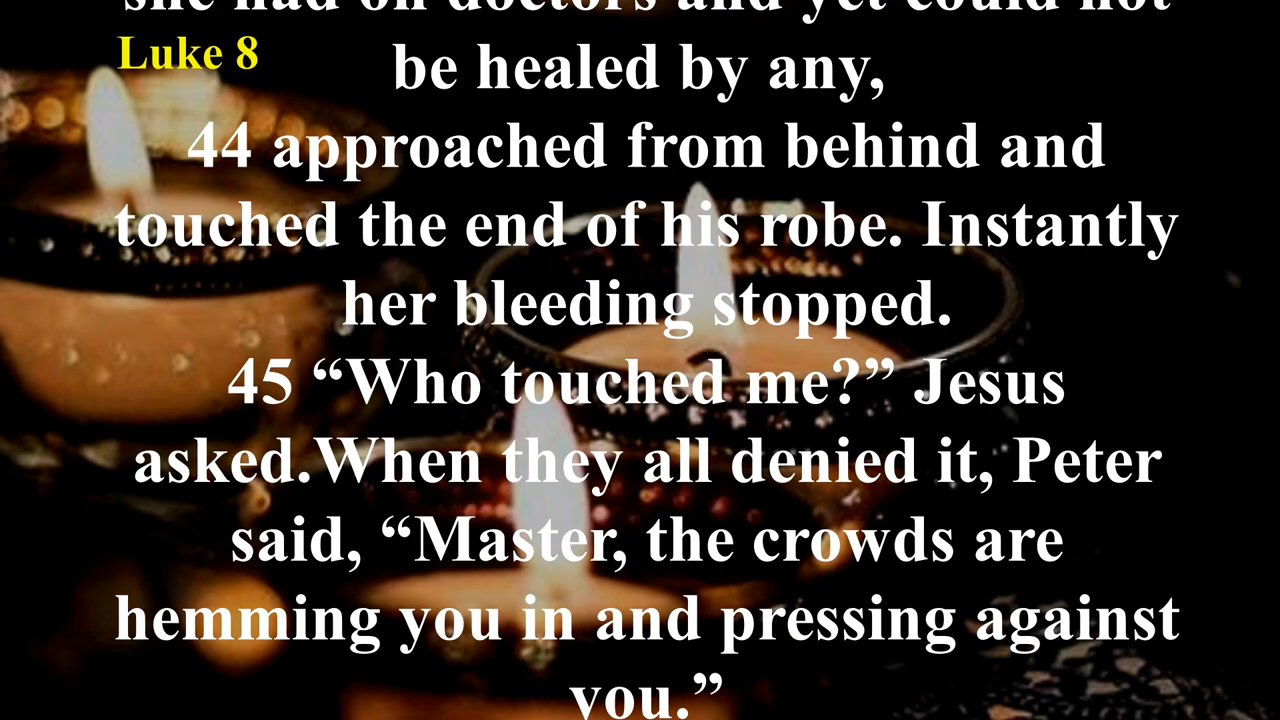 she had on doctors and yet could not
Luke 8
be healed by any,
44 approached from behind and
touched the end of his robe. Instantly
her bleeding stopped.
45 “Who touched me?” Jesus
asked.When they all denied it, Peter
said, “Master, the crowds are
hemming you in and pressing against
you.”